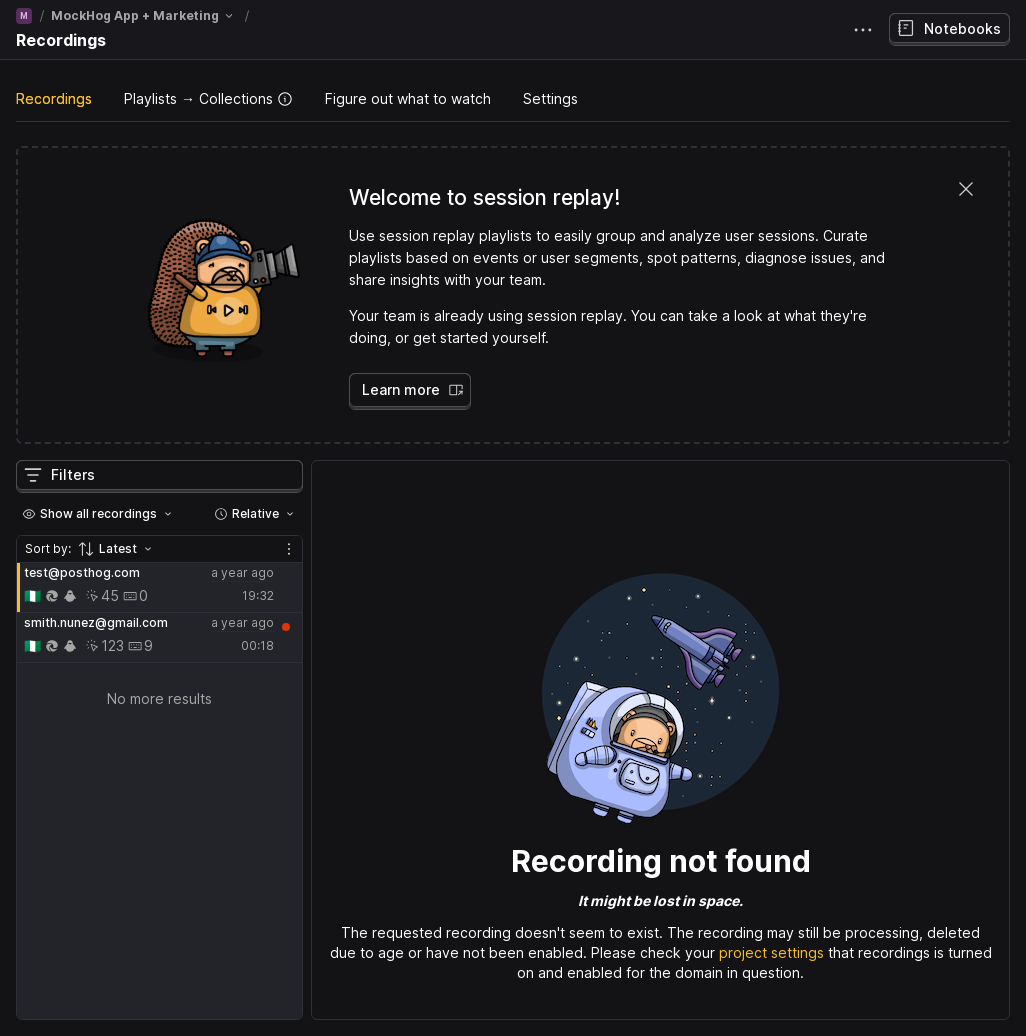 M / MockHog App + Marketing /
Recordings
Notebooks
Recordings
Playlists → Collections
Figure out what to watch
Settings
Welcome to session replay!
Use session replay playlists to easily group and analyze user sessions. Curate
playlists based on events or user segments, spot patterns, diagnose issues, and
share insights with your team.
Your team is already using session replay. You can take a look at what they're
doing, or get started yourself.
Learn more
Filters
Show all recordings
Relative
Sort by: Latest
test@posthog.com a year ago
45 0 19:32
smith.nunez@gmail.com a year ago
123 9 00:18
No more results
Recording not found
It might be lost in space.
The requested recording doesn't seem to exist. The recording may still be processing, deleted
due to age or have not been enabled. Please check your project settings that recordings is turned
on and enabled for the domain in question.